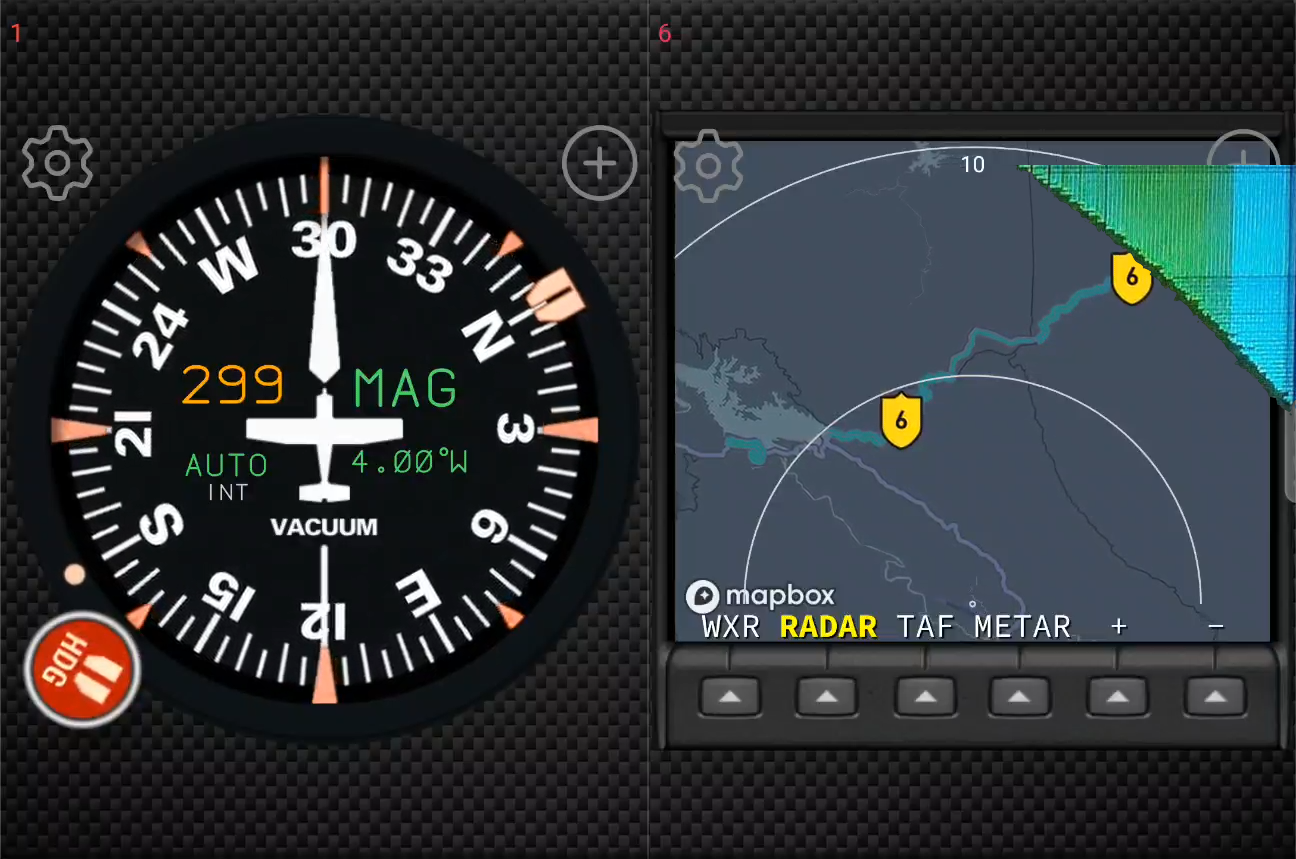 1
30
33
N
3
6
E
12
15
S
21
24
W
299 MAG
AUTO 4.00°W
INT
VACUUM
HDG
6
10
6
6
mapbox
WXR RADAR TAF METAR + −